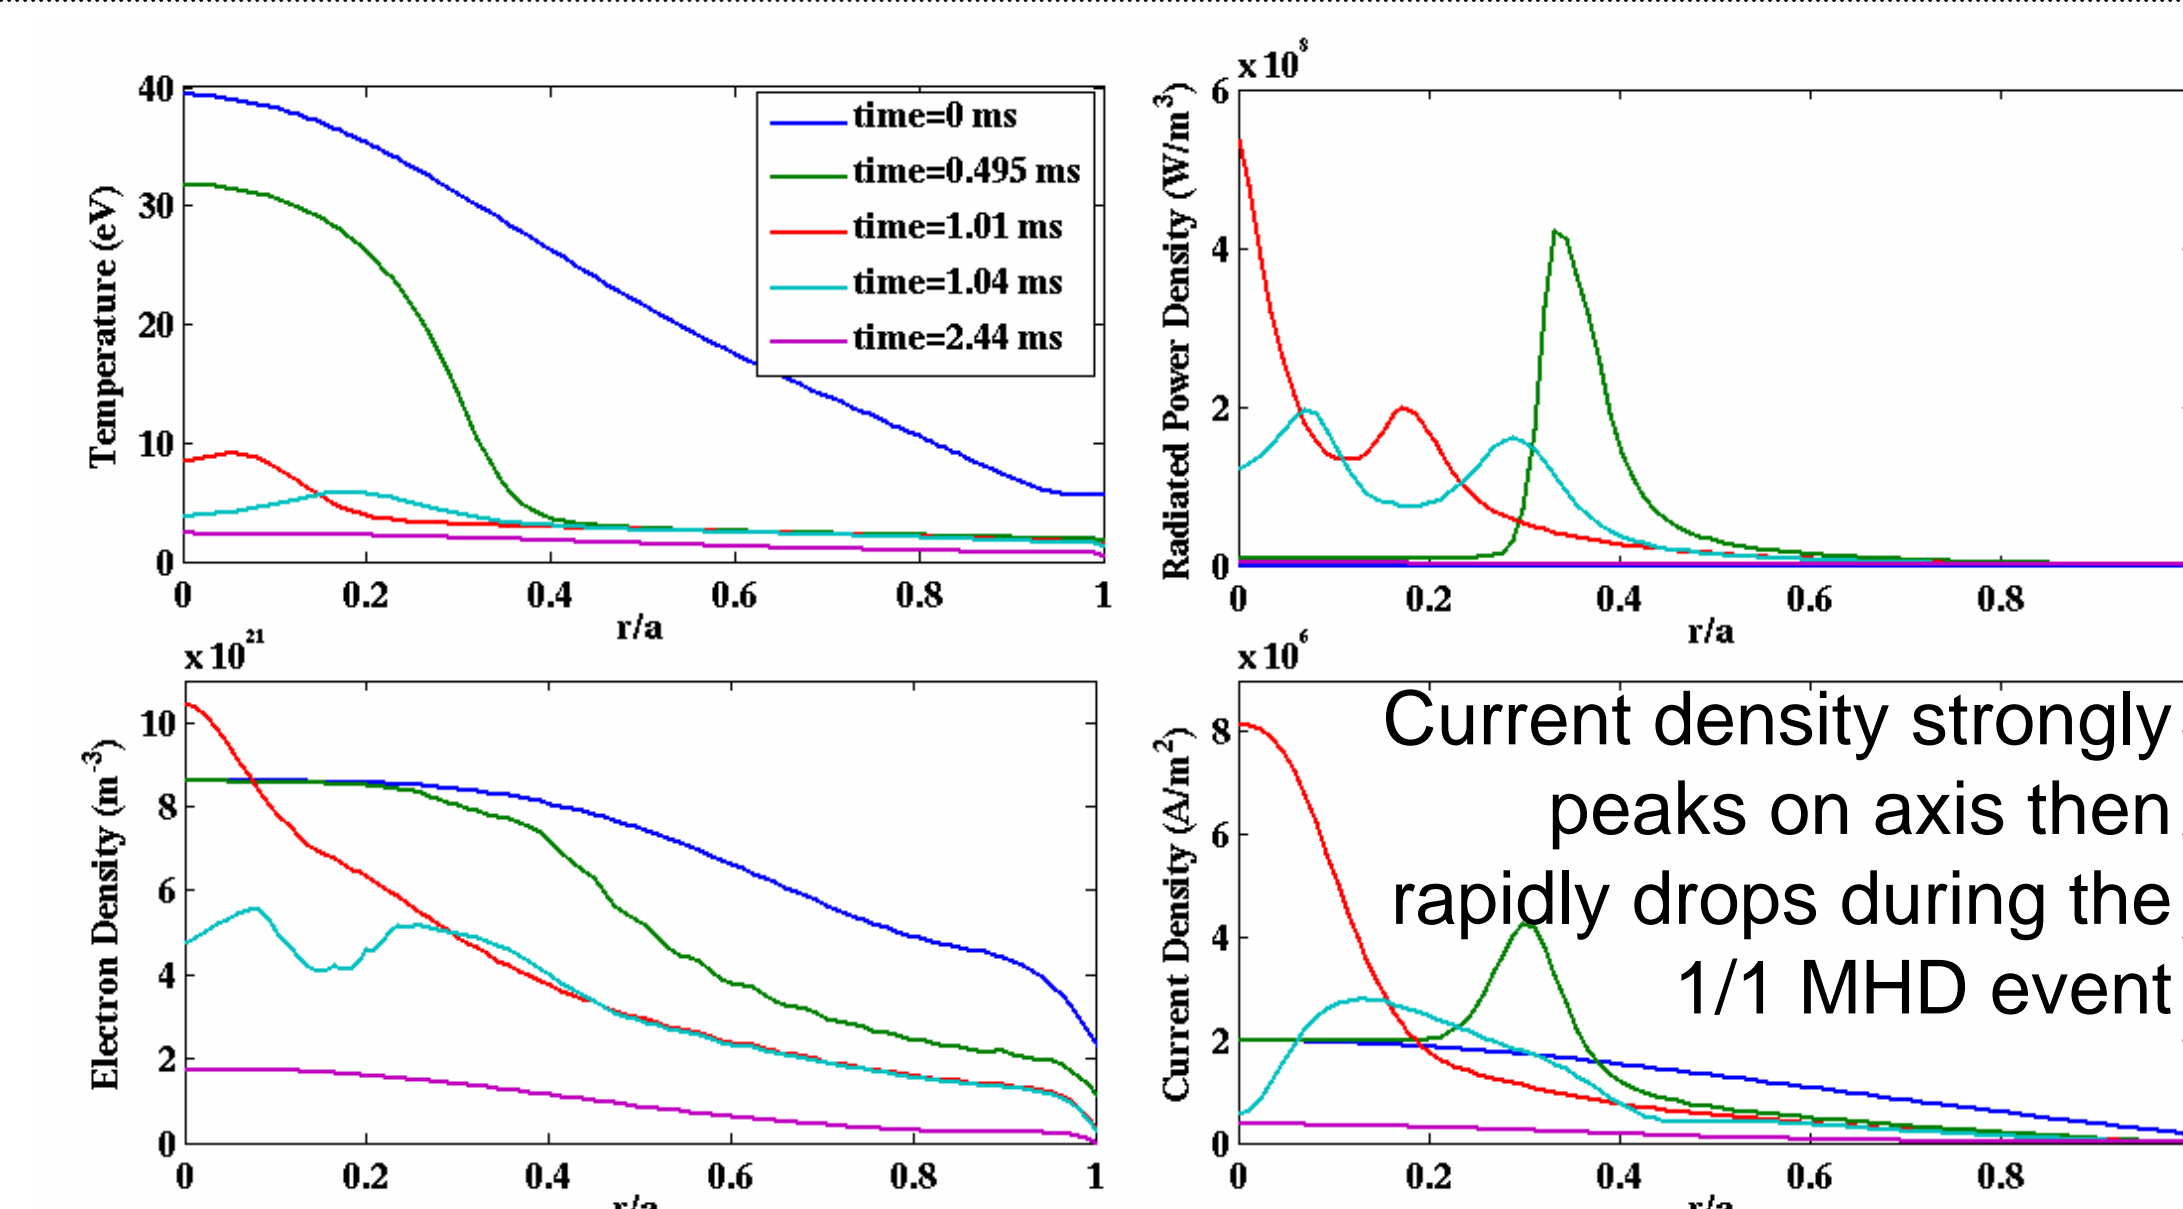 40
30
20
10
0
Temperature (eV)
time=0 ms
time=0.495 ms
time=1.01 ms
time=1.04 ms
time=2.44 ms
0 0.2 0.4 0.6 0.8 1
r/a
x 10^8
6
4
2
0
Radiated Power Density (W/m^3)
0 0.2 0.4 0.6 0.8
r/a
x 10^21
10
8
6
4
2
0
Electron Density (m^-3)
0 0.2 0.4 0.6 0.8 1
r/a
x 10^6
8
6
4
2
0
Current Density (A/m^2)
Current density strongly
peaks on axis then
rapidly drops during the
1/1 MHD event
0 0.2 0.4 0.6 0.8
r/a